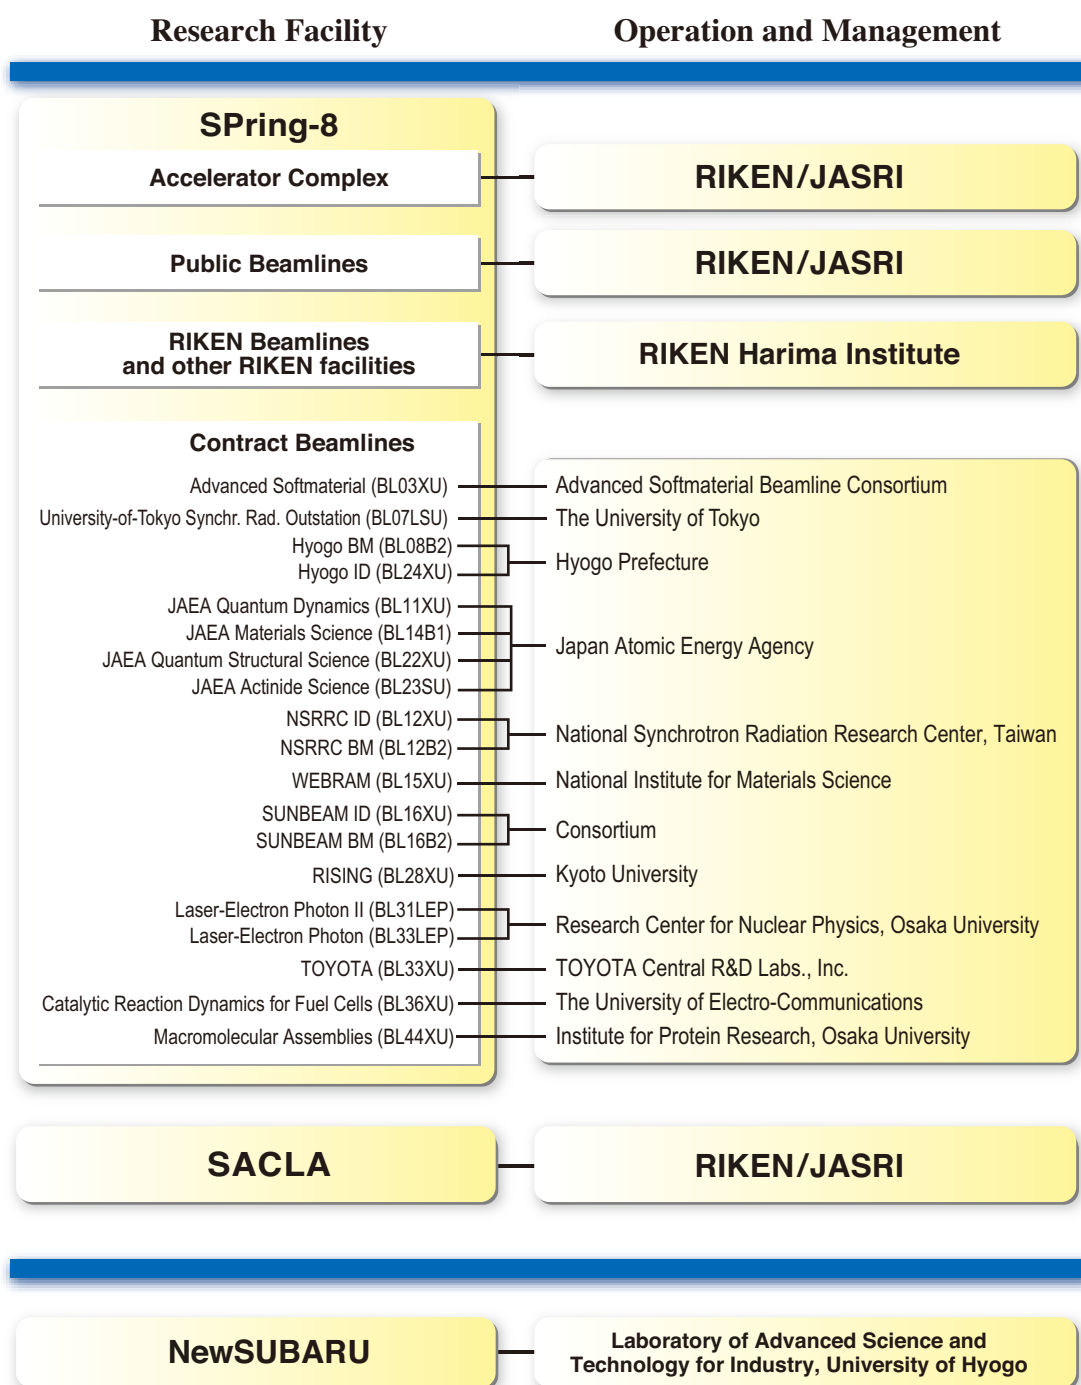 Research Facility
Operation and Management
SPring-8
Accelerator Complex
RIKEN/JASRI
Public Beamlines
RIKEN/JASRI
RIKEN Beamlines
and other RIKEN facilities
RIKEN Harima Institute
Contract Beamlines
Advanced Softmaterial (BL03XU)
Advanced Softmaterial Beamline Consortium
University-of-Tokyo Synchr. Rad. Outstation (BL07LSU)
The University of Tokyo
Hyogo BM (BL08B2)
Hyogo ID (BL24XU)
Hyogo Prefecture
JAEA Quantum Dynamics (BL11XU)
JAEA Materials Science (BL14B1)
JAEA Quantum Structural Science (BL22XU)
JAEA Actinide Science (BL23SU)
Japan Atomic Energy Agency
NSRRC ID (BL12XU)
NSRRC BM (BL12B2)
National Synchrotron Radiation Research Center, Taiwan
WEBRAM (BL15XU)
National Institute for Materials Science
SUNBEAM ID (BL16XU)
SUNBEAM BM (BL16B2)
Consortium
RISING (BL28XU)
Kyoto University
Laser-Electron Photon II (BL31LEP)
Laser-Electron Photon (BL33LEP)
Research Center for Nuclear Physics, Osaka University
TOYOTA (BL33XU)
TOYOTA Central R&D Labs., Inc.
Catalytic Reaction Dynamics for Fuel Cells (BL36XU)
The University of Electro-Communications
Macromolecular Assemblies (BL44XU)
Institute for Protein Research, Osaka University
SACLA
RIKEN/JASRI
NewSUBARU
Laboratory of Advanced Science and
Technology for Industry, University of Hyogo